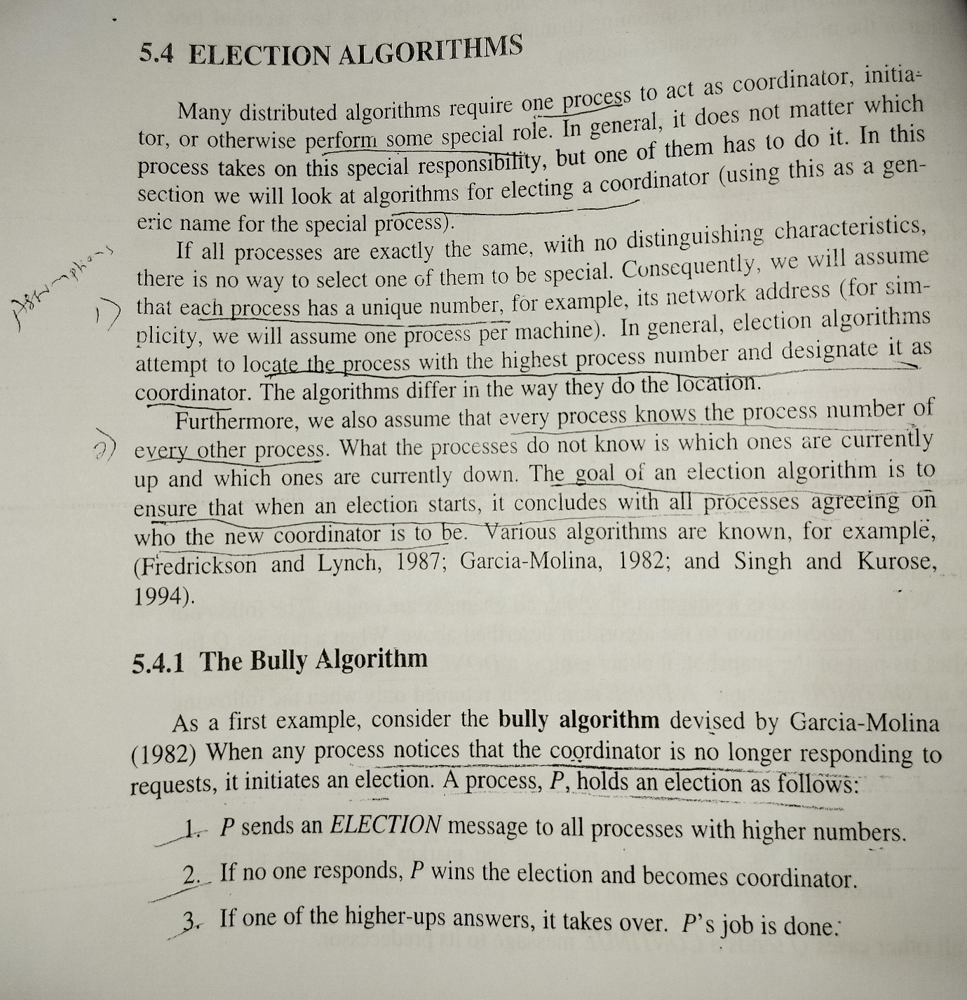 5.4 ELECTION ALGORITHMS
Many distributed algorithms require one process to act as coordinator, initia-
tor, or otherwise perform some special role. In general, it does not matter which
process takes on this special responsibility, but one of them has to do it. In this
section we will look at algorithms for electing a coordinator (using this as a gen-
eric name for the special process).
If all processes are exactly the same, with no distinguishing characteristics,
Assumptions
there is no way to select one of them to be special. Consequently, we will assume
1) that each process has a unique number, for example, its network address (for sim-
plicity, we will assume one process per machine). In general, election algorithms
attempt to locate the process with the highest process number and designate it as
coordinator. The algorithms differ in the way they do the location.
Furthermore, we also assume that every process knows the process number of
2) every other process. What the processes do not know is which ones are currently
up and which ones are currently down. The goal of an election algorithm is to
ensure that when an election starts, it concludes with all processes agreeing on
who the new coordinator is to be. Various algorithms are known, for example,
(Fredrickson and Lynch, 1987; Garcia-Molina, 1982; and Singh and Kurose,
1994).
5.4.1 The Bully Algorithm
As a first example, consider the bully algorithm devised by Garcia-Molina
(1982) When any process notices that the coordinator is no longer responding to
requests, it initiates an election. A process, P, holds an election as follows:
1. P sends an ELECTION message to all processes with higher numbers.
2. If no one responds, P wins the election and becomes coordinator.
3. If one of the higher-ups answers, it takes over. P's job is done.